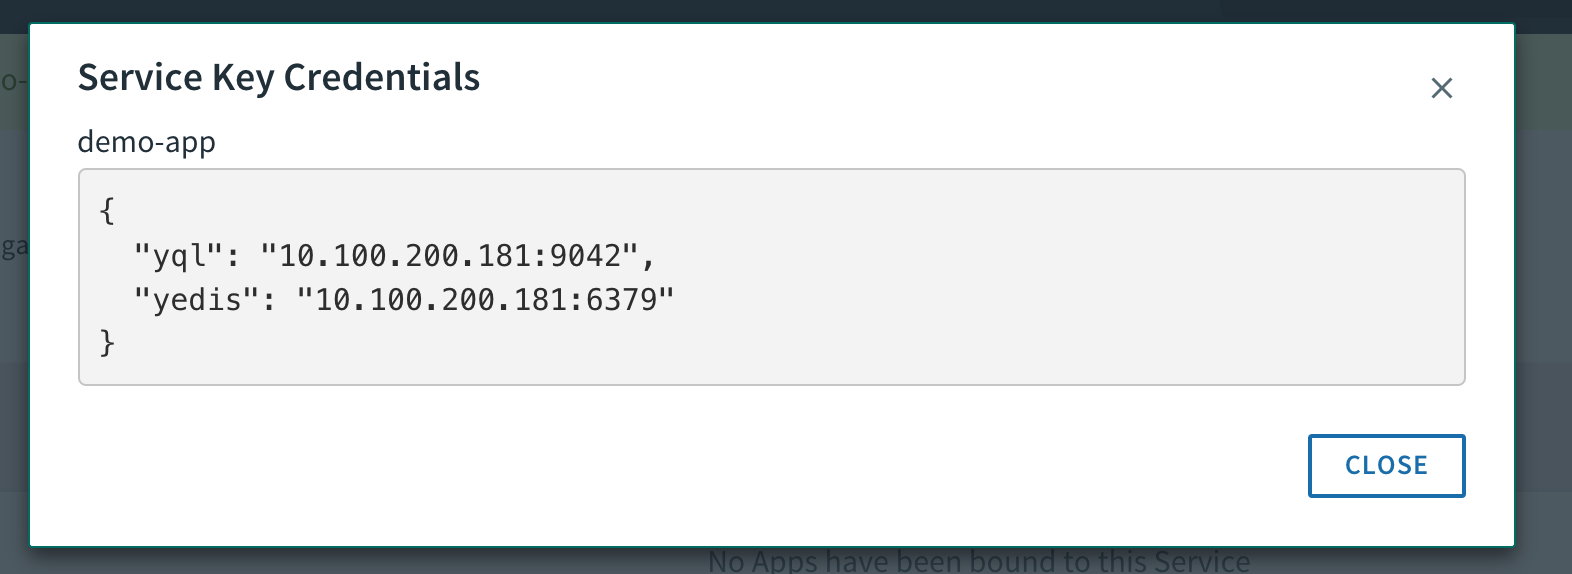 Service Key Credentials
demo-app
{
"yql": "10.100.200.181:9042",
"yedis": "10.100.200.181:6379"
}
CLOSE
No Apps have been bound to this Service